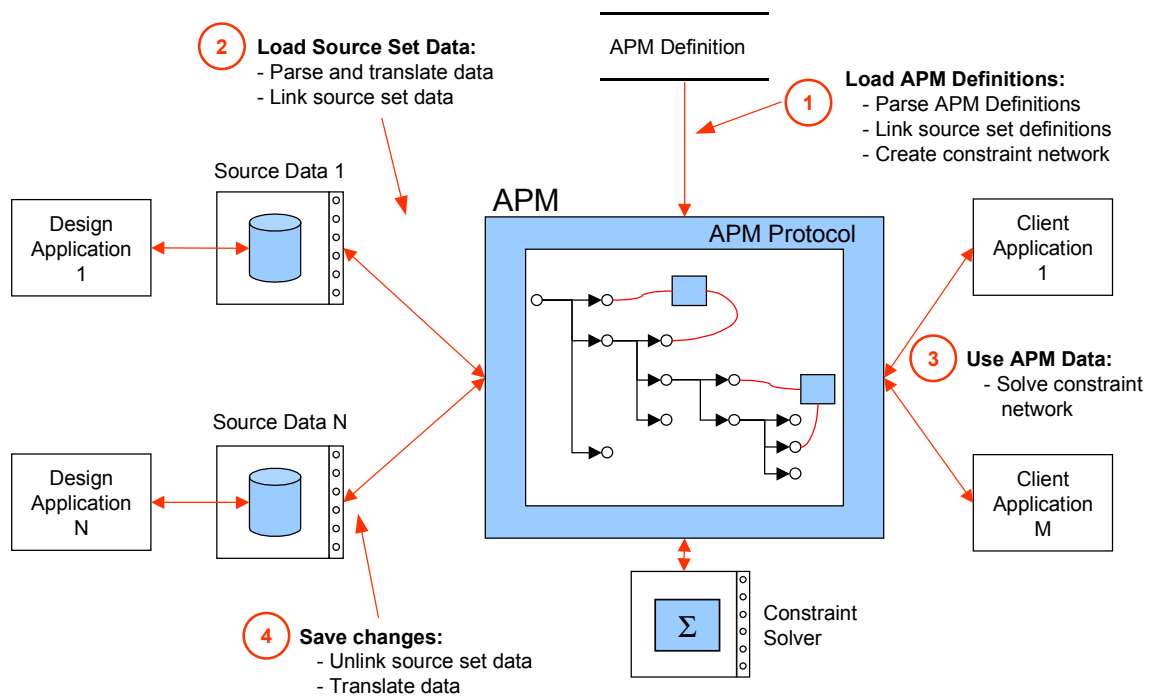 2
Load Source Set Data:
- Parse and translate data
- Link source set data
APM Definition
1
Load APM Definitions:
- Parse APM Definitions
- Link source set definitions
- Create constraint network
Source Data 1
Design
Application
1
APM
APM Protocol
Client
Application
1
3
Use APM Data:
- Solve constraint
network
Source Data N
Design
Application
N
Client
Application
M
Σ
Constraint
Solver
4
Save changes:
- Unlink source set data
- Translate data